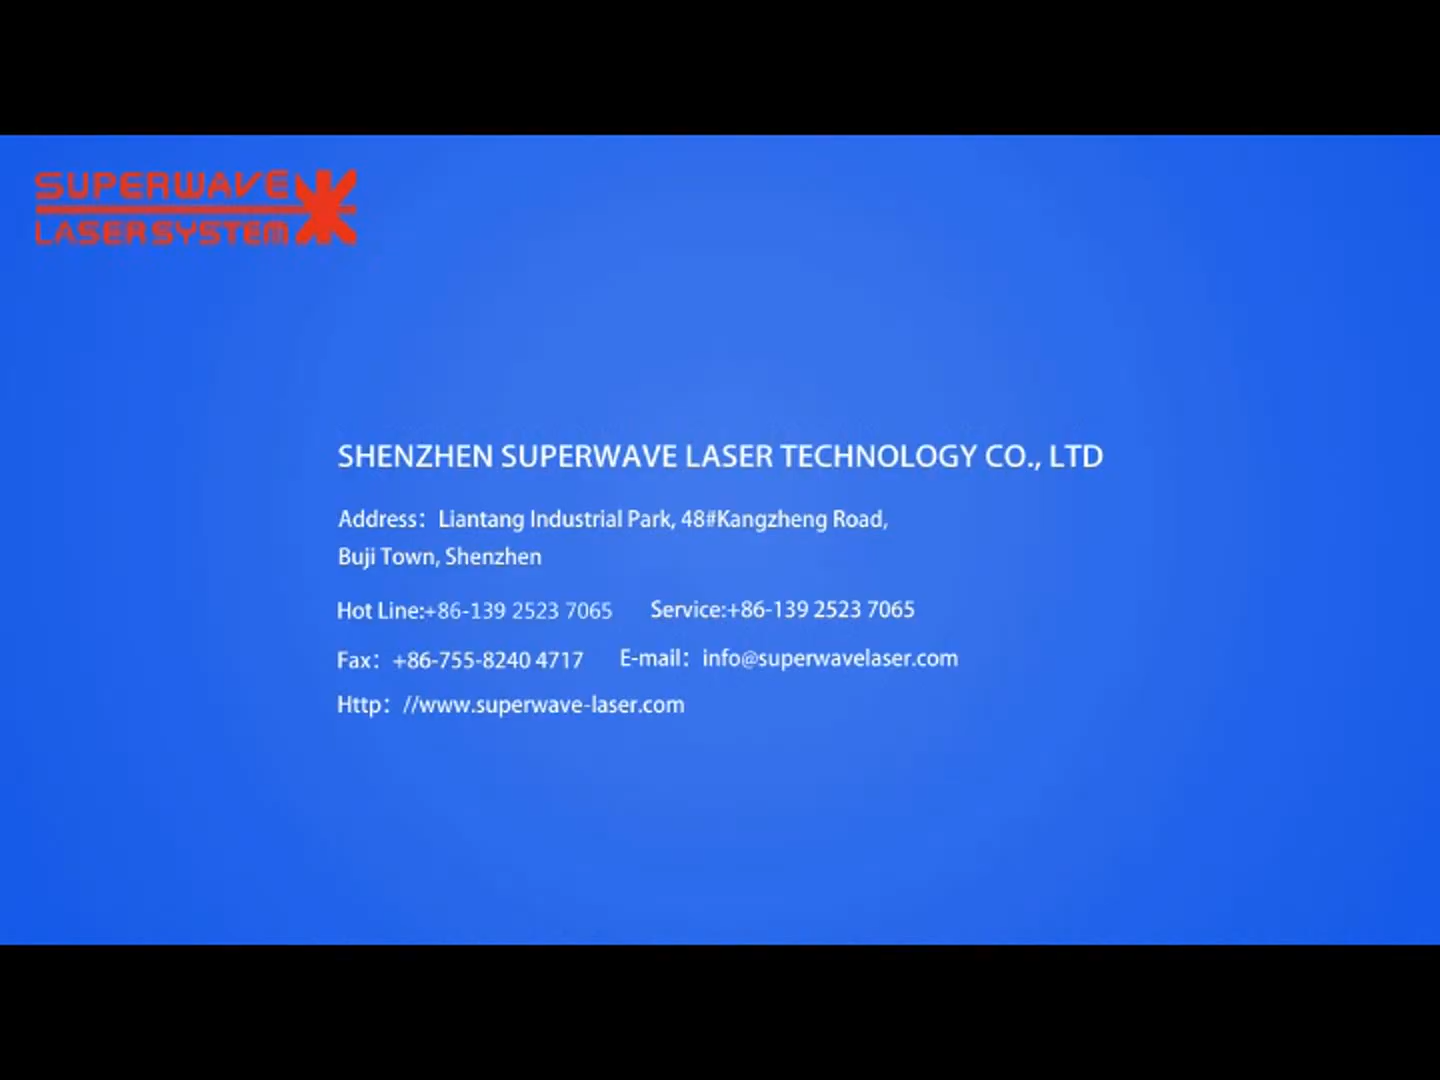 SUPERWAVE
LASER SYSTEM
SHENZHEN SUPERWAVE LASER TECHNOLOGY CO., LTD
Address：Liantang Industrial Park, 48#Kangzheng Road,
Buji Town, Shenzhen
Hot Line:+86-139 2523 7065 Service:+86-139 2523 7065
Fax：+86-755-8240 4717 E-mail：info@superwavelaser.com
Http：//www.superwave-laser.com